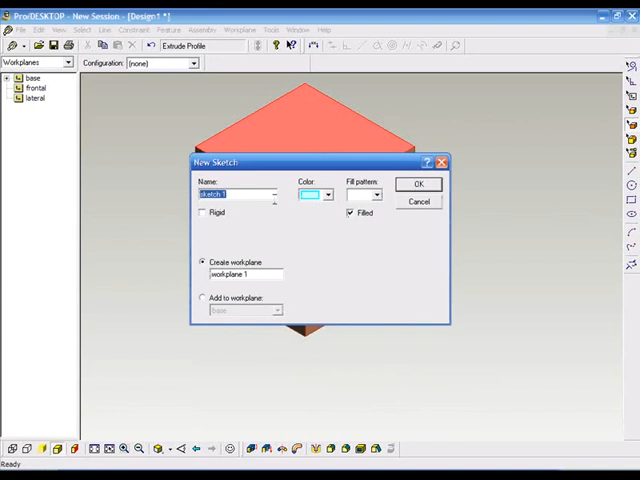 Pro/DESKTOP - New Session - [Design1 *]
File Edit View Select Line Constraint Feature Assembly Workplane Tools Window Help
Extrude Profile
Workplanes
Configuration: (none)
base
frontal
lateral
New Sketch
Name:
Color:
Fill pattern:
OK
sketch 1
Cancel
Rigid
Filled
Create workplane
workplane 1
Add to workplane:
base
Ready